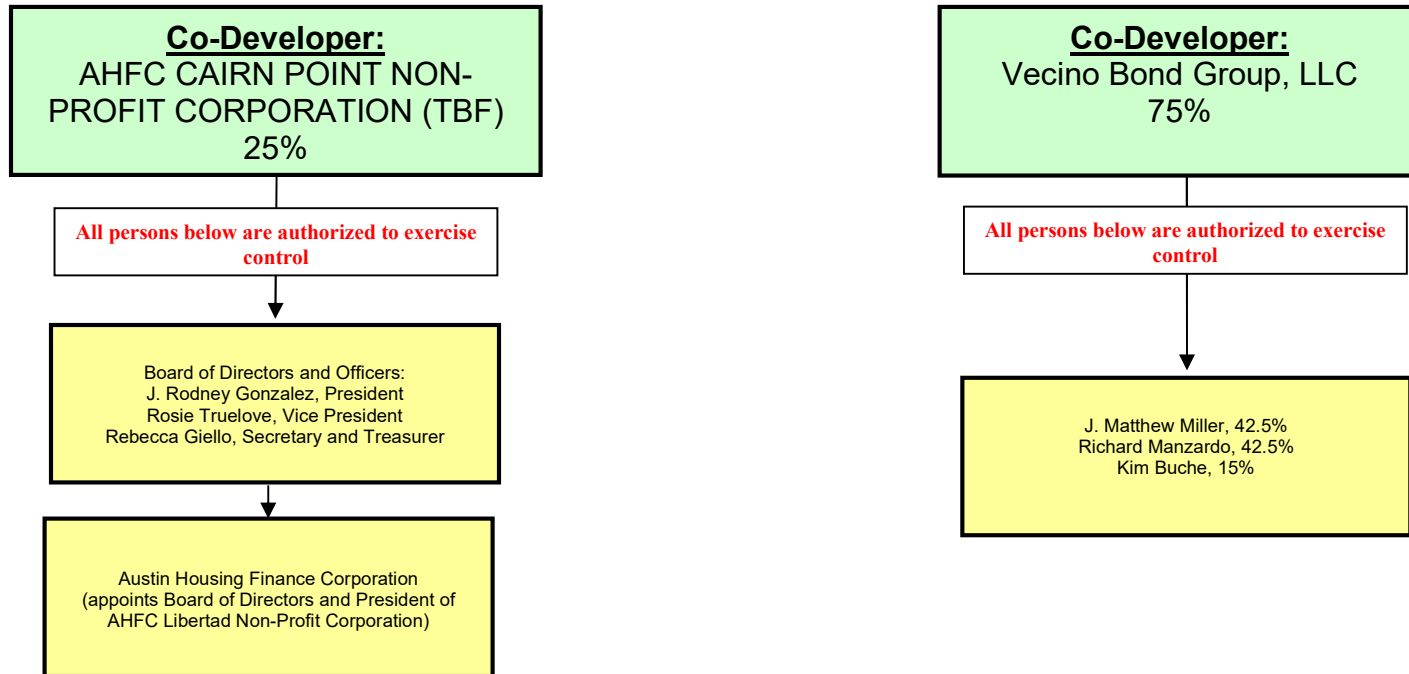 Co-Developer:
AHFC CAIRN POINT NON-
PROFIT CORPORATION (TBF)
25%
All persons below are authorized to exercise
control
Board of Directors and Officers:
J. Rodney Gonzalez, President
Rosie Truelove, Vice President
Rebecca Giello, Secretary and Treasurer
Austin Housing Finance Corporation
(appoints Board of Directors and President of
AHFC Libertad Non-Profit Corporation)
Co-Developer:
Vecino Bond Group, LLC
75%
All persons below are authorized to exercise
control
J. Matthew Miller, 42.5%
Richard Manzardo, 42.5%
Kim Buche, 15%